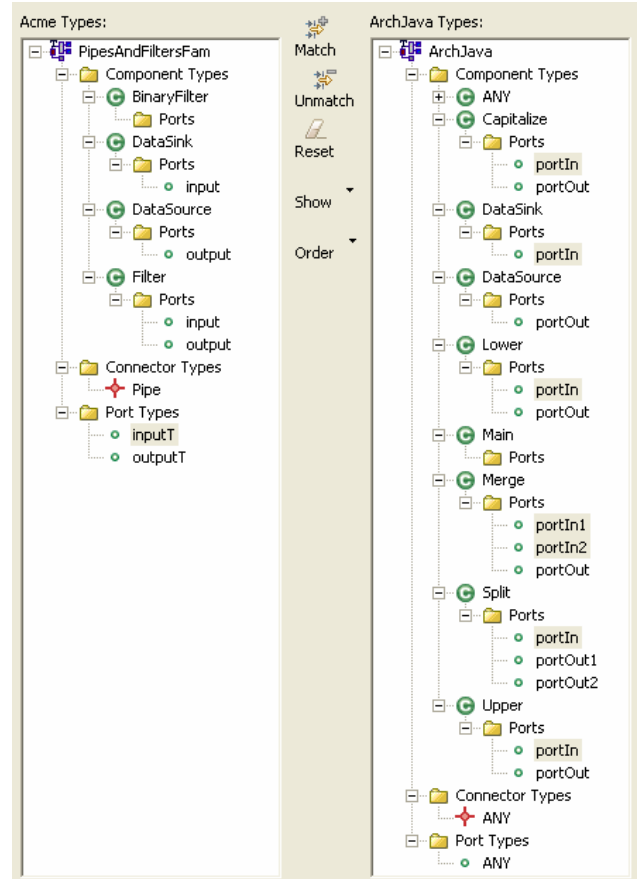 Acme Types:
PipesAndFiltersFam
Component Types
BinaryFilter
Ports
DataSink
Ports
input
DataSource
Ports
output
Filter
Ports
input
output
Connector Types
Pipe
Port Types
inputT
outputT
Match
Unmatch
Reset
Show
Order
ArchJava Types:
ArchJava
Component Types
ANY
Capitalize
Ports
portIn
portOut
DataSink
Ports
portIn
DataSource
Ports
portOut
Lower
Ports
portIn
portOut
Main
Ports
Merge
Ports
portIn1
portIn2
portOut
Split
Ports
portIn
portOut1
portOut2
Upper
Ports
portIn
portOut
Connector Types
ANY
Port Types
ANY